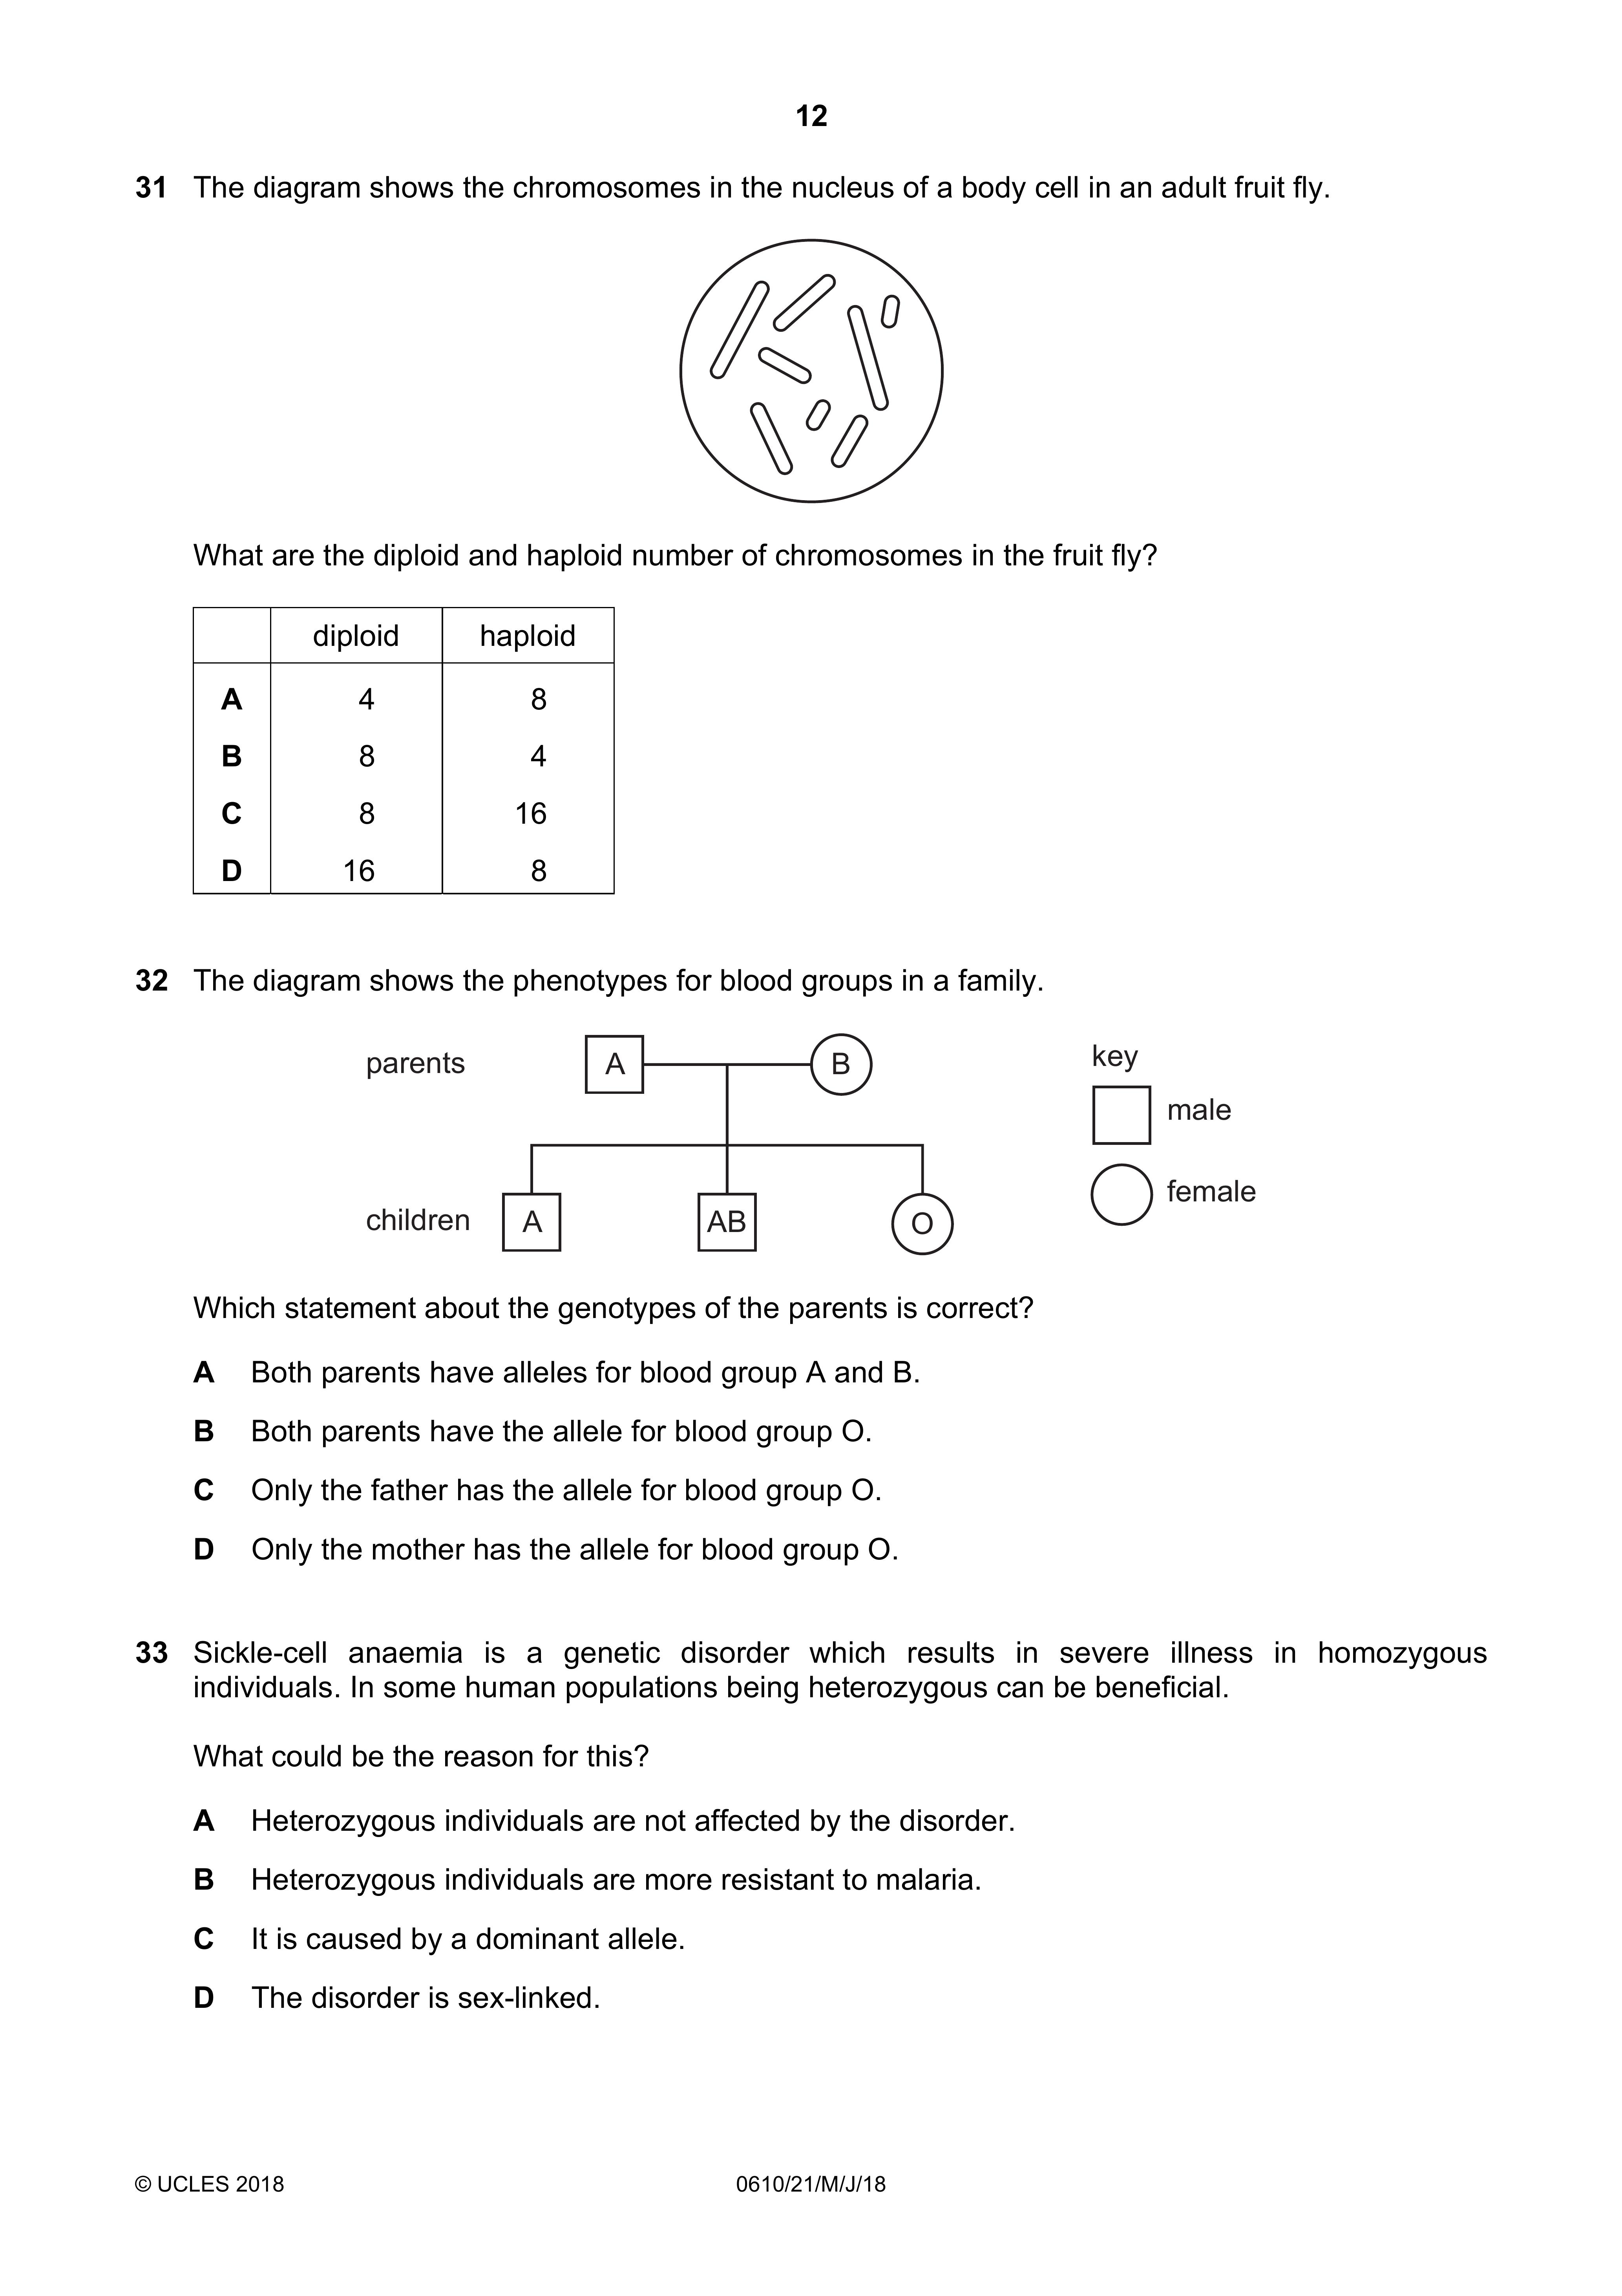 12
31 The diagram shows the chromosomes in the nucleus of a body cell in an adult fruit fly.
What are the diploid and haploid number of chromosomes in the fruit fly?
diploid haploid
A 4 8
B 8 4
C 8 16
D 16 8
32 The diagram shows the phenotypes for blood groups in a family.
parents A B key
male
children A AB O female
Which statement about the genotypes of the parents is correct?
A Both parents have alleles for blood group A and B.
B Both parents have the allele for blood group O.
C Only the father has the allele for blood group O.
D Only the mother has the allele for blood group O.
33 Sickle-cell anaemia is a genetic disorder which results in severe illness in homozygous
individuals. In some human populations being heterozygous can be beneficial.
What could be the reason for this?
A Heterozygous individuals are not affected by the disorder.
B Heterozygous individuals are more resistant to malaria.
C It is caused by a dominant allele.
D The disorder is sex-linked.
© UCLES 2018 0610/21/M/J/18